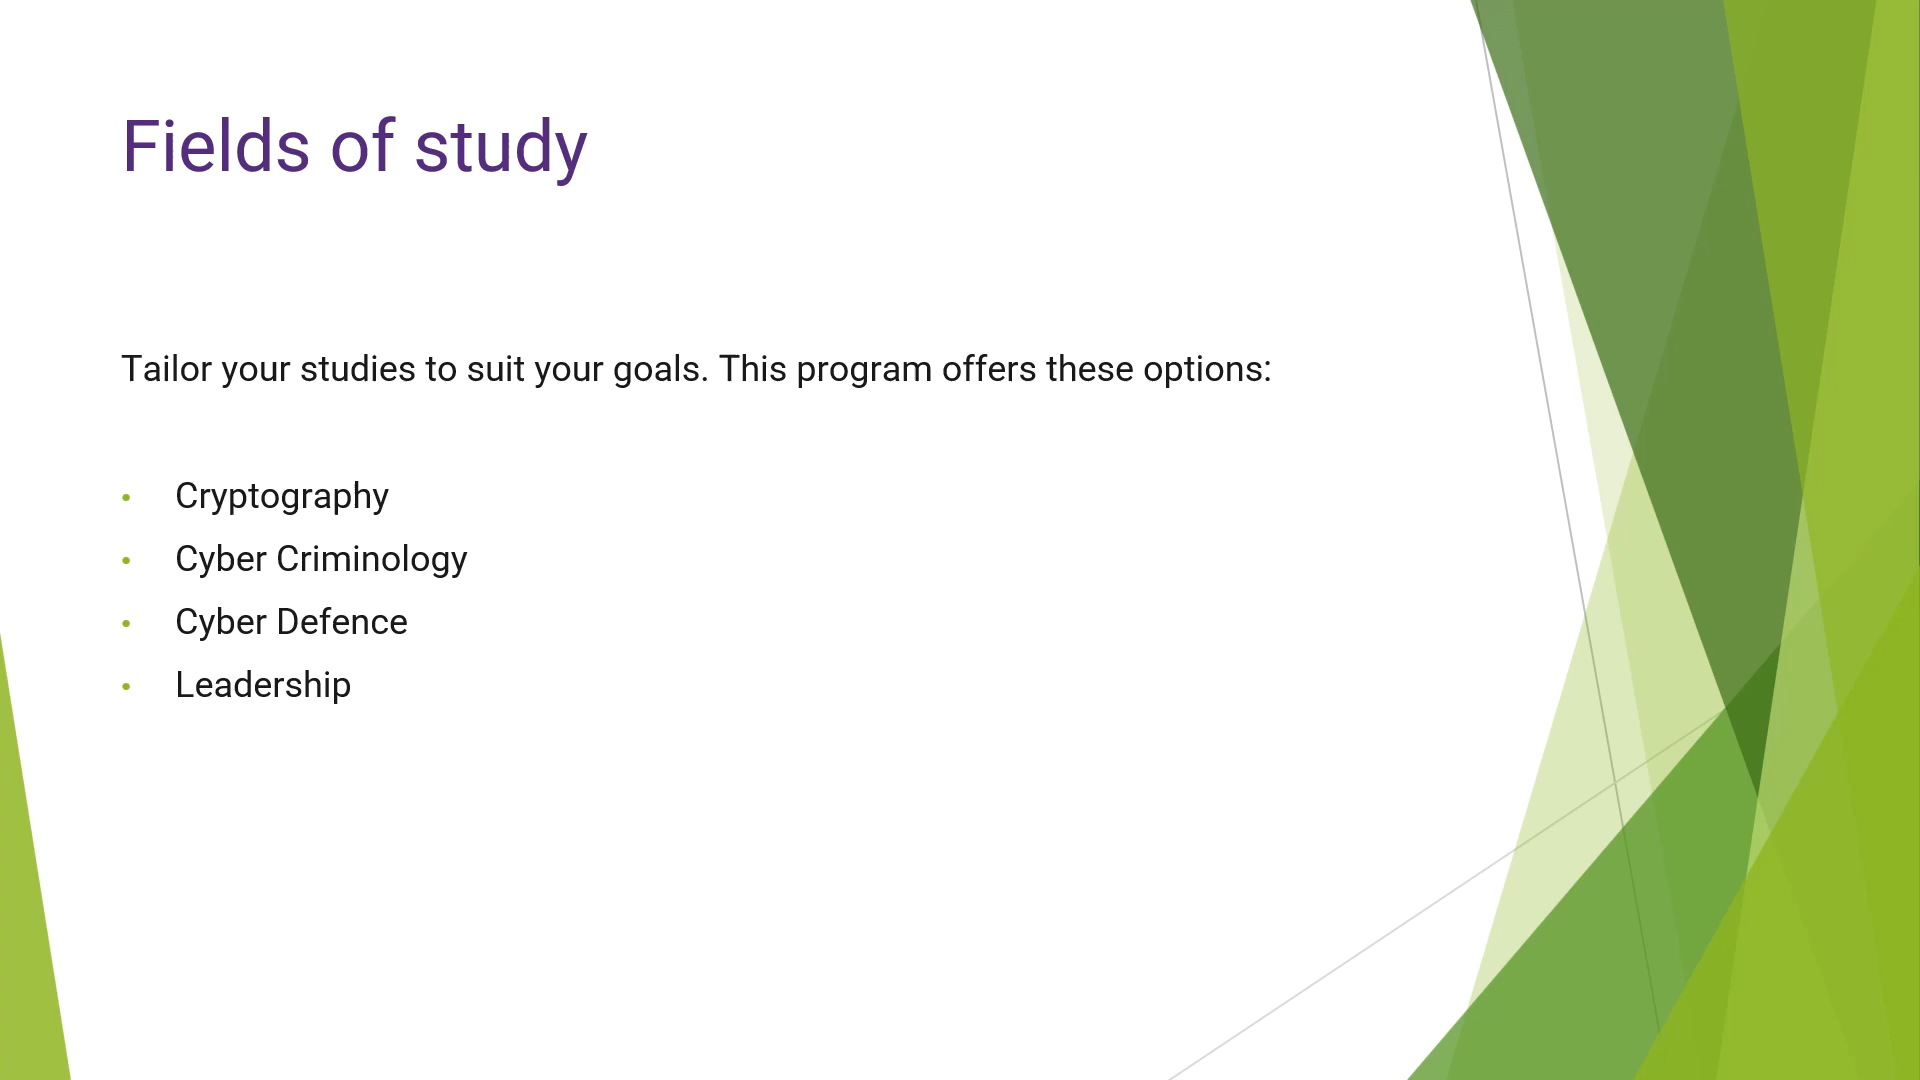 Fields of study
Tailor your studies to suit your goals. This program offers these options:
• Cryptography
• Cyber Criminology
• Cyber Defence
• Leadership